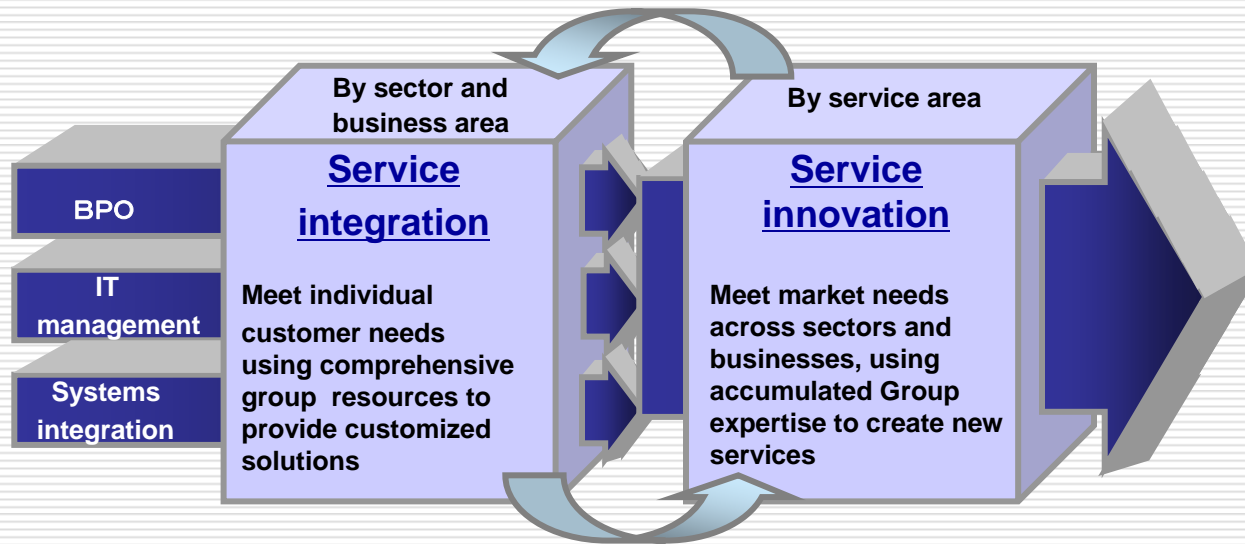 By sector and
business area
By service area
BPO
IT
management
Systems
integration
Service
integration
Meet individual
customer needs
using comprehensive
group resources to
provide customized
solutions
Service
innovation
Meet market needs
across sectors and
businesses, using
accumulated Group
expertise to create new
services